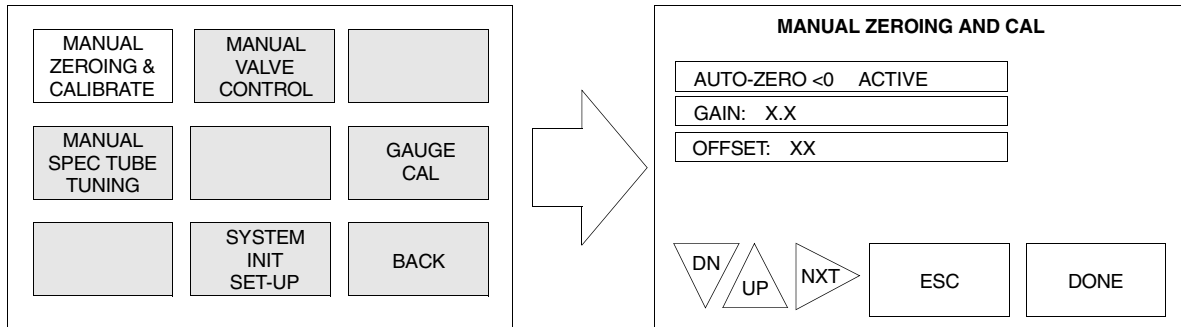 MANUAL
ZEROING &
CALIBRATE
MANUAL
VALVE
CONTROL
MANUAL
SPEC TUBE
TUNING
GAUGE
CAL
SYSTEM
INIT
SET-UP
BACK
MANUAL ZEROING AND CAL
AUTO-ZERO <0 ACTIVE
GAIN: X.X
OFFSET: XX
DN
UP
NXT
ESC
DONE